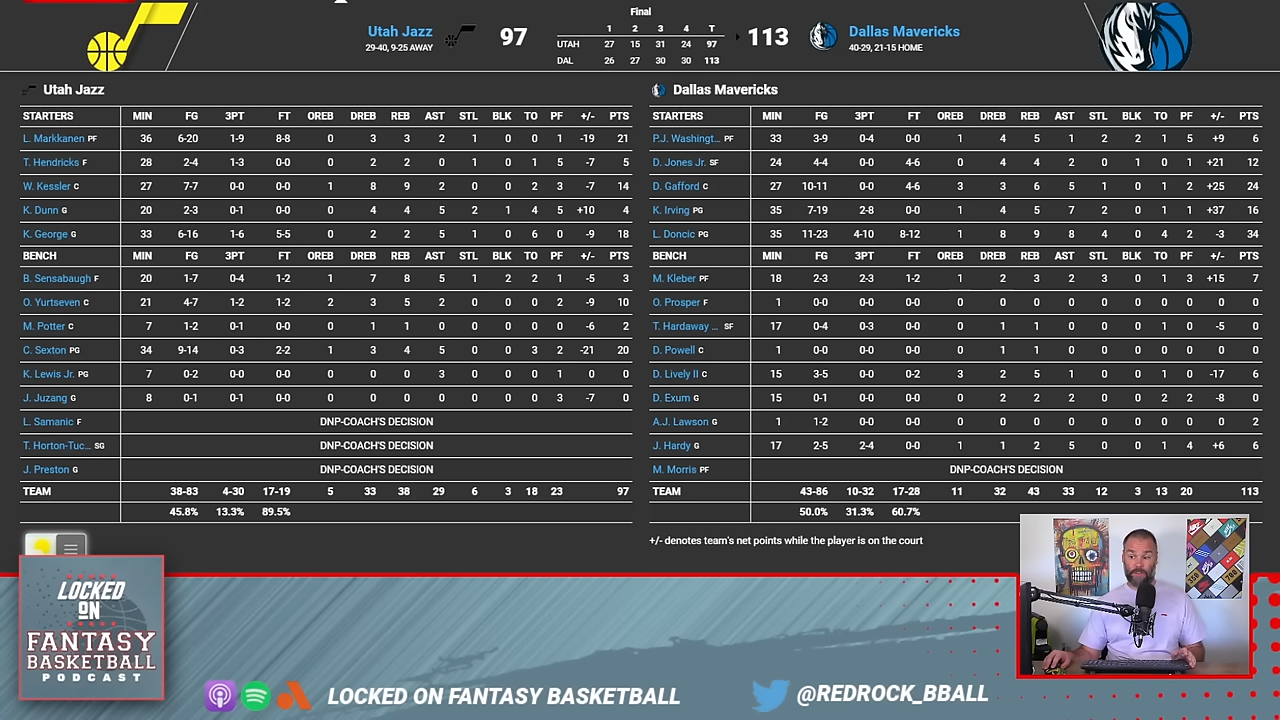 Final
Utah Jazz 97 1 2 3 4 T 113 Dallas Mavericks
29-40, 9-25 AWAY UTAH 27 15 31 24 97 40-29, 21-15 HOME
DAL 26 27 30 30 113
Utah Jazz
STARTERS MIN FG 3PT FT OREB DREB REB AST STL BLK TO PF +/- PTS
L. Markkanen PF 36 6-20 1-9 8-8 0 3 3 2 1 0 0 1 -19 21
T. Hendricks F 28 2-4 1-3 0-0 0 2 2 0 1 0 1 5 -7 5
W. Kessler C 27 7-7 0-0 0-0 1 8 9 2 0 0 2 3 -7 14
K. Dunn G 20 2-3 0-1 0-0 0 4 4 5 2 1 4 5 +10 4
K. George G 33 6-16 1-6 5-5 0 2 2 5 1 0 6 0 -9 18
BENCH MIN FG 3PT FT OREB DREB REB AST STL BLK TO PF +/- PTS
B. Sensabaugh F 20 1-7 0-4 1-2 1 7 8 5 1 2 2 1 -5 3
O. Yurtseven C 21 4-7 1-2 1-2 2 3 5 2 0 0 0 2 -9 10
M. Potter C 7 1-2 0-1 0-0 0 1 1 0 0 0 0 0 -6 2
C. Sexton PG 34 9-14 0-3 2-2 1 3 4 5 0 0 3 2 -21 20
K. Lewis Jr. PG 7 0-2 0-0 0-0 0 0 0 3 0 0 0 1 0 0
J. Juzang G 8 0-1 0-1 0-0 0 0 0 0 0 0 0 3 -7 0
L. Samanic F DNP-COACH'S DECISION
T. Horton-Tuc... SG DNP-COACH'S DECISION
J. Preston G DNP-COACH'S DECISION
TEAM 38-83 4-30 17-19 5 33 38 29 6 3 18 23 97
45.8% 13.3% 89.5%
Dallas Mavericks
STARTERS MIN FG 3PT FT OREB DREB REB AST STL BLK TO PF +/- PTS
P.J. Washingt... PF 33 3-9 0-4 0-0 1 4 5 1 2 2 1 5 +9 6
D. Jones Jr. SF 24 4-4 0-0 4-6 0 4 4 2 0 1 0 1 +21 12
D. Gafford C 27 10-11 0-0 4-6 3 3 6 5 1 0 1 2 +25 24
K. Irving PG 35 7-19 2-8 0-0 1 4 5 7 2 0 1 1 +37 16
L. Doncic PG 35 11-23 4-10 8-12 1 8 9 8 4 0 4 2 -3 34
BENCH MIN FG 3PT FT OREB DREB REB AST STL BLK TO PF +/- PTS
M. Kleber PF 18 2-3 2-3 1-2 1 2 3 2 3 0 1 3 +15 7
O. Prosper F 1 0-0 0-0 0-0 0 0 0 0 0 0 0 0 0 0
T. Hardaway ... SF 17 0-4 0-3 0-0 0 1 1 0 0 0 1 0 -5 0
D. Powell C 1 0-0 0-0 0-0 0 1 1 0 0 0 0 0 0 0
D. Lively II C 15 3-5 0-0 0-2 3 2 5 1 0 0 1 0 -17 6
D. Exum G 15 0-1 0-0 0-0 0 2 2 2 0 0 2 2 -8 0
A.J. Lawson G 1 1-2 0-0 0-0 0 0 0 0 0 0 0 0 0 2
J. Hardy G 17 2-5 2-4 0-0 1 1 2 5 0 0 1 4 +6 6
M. Morris PF DNP-COACH'S DECISION
TEAM 43-86 10-32 17-28 11 32 43 33 12 3 13 20 113
50.0% 31.3% 60.7%
+/- denotes team's net points while the player is on the court
LOCKED
ON
FANTASY
BASKETBALL
PODCAST
LOCKED ON FANTASY BASKETBALL
@REDROCK_BBALL